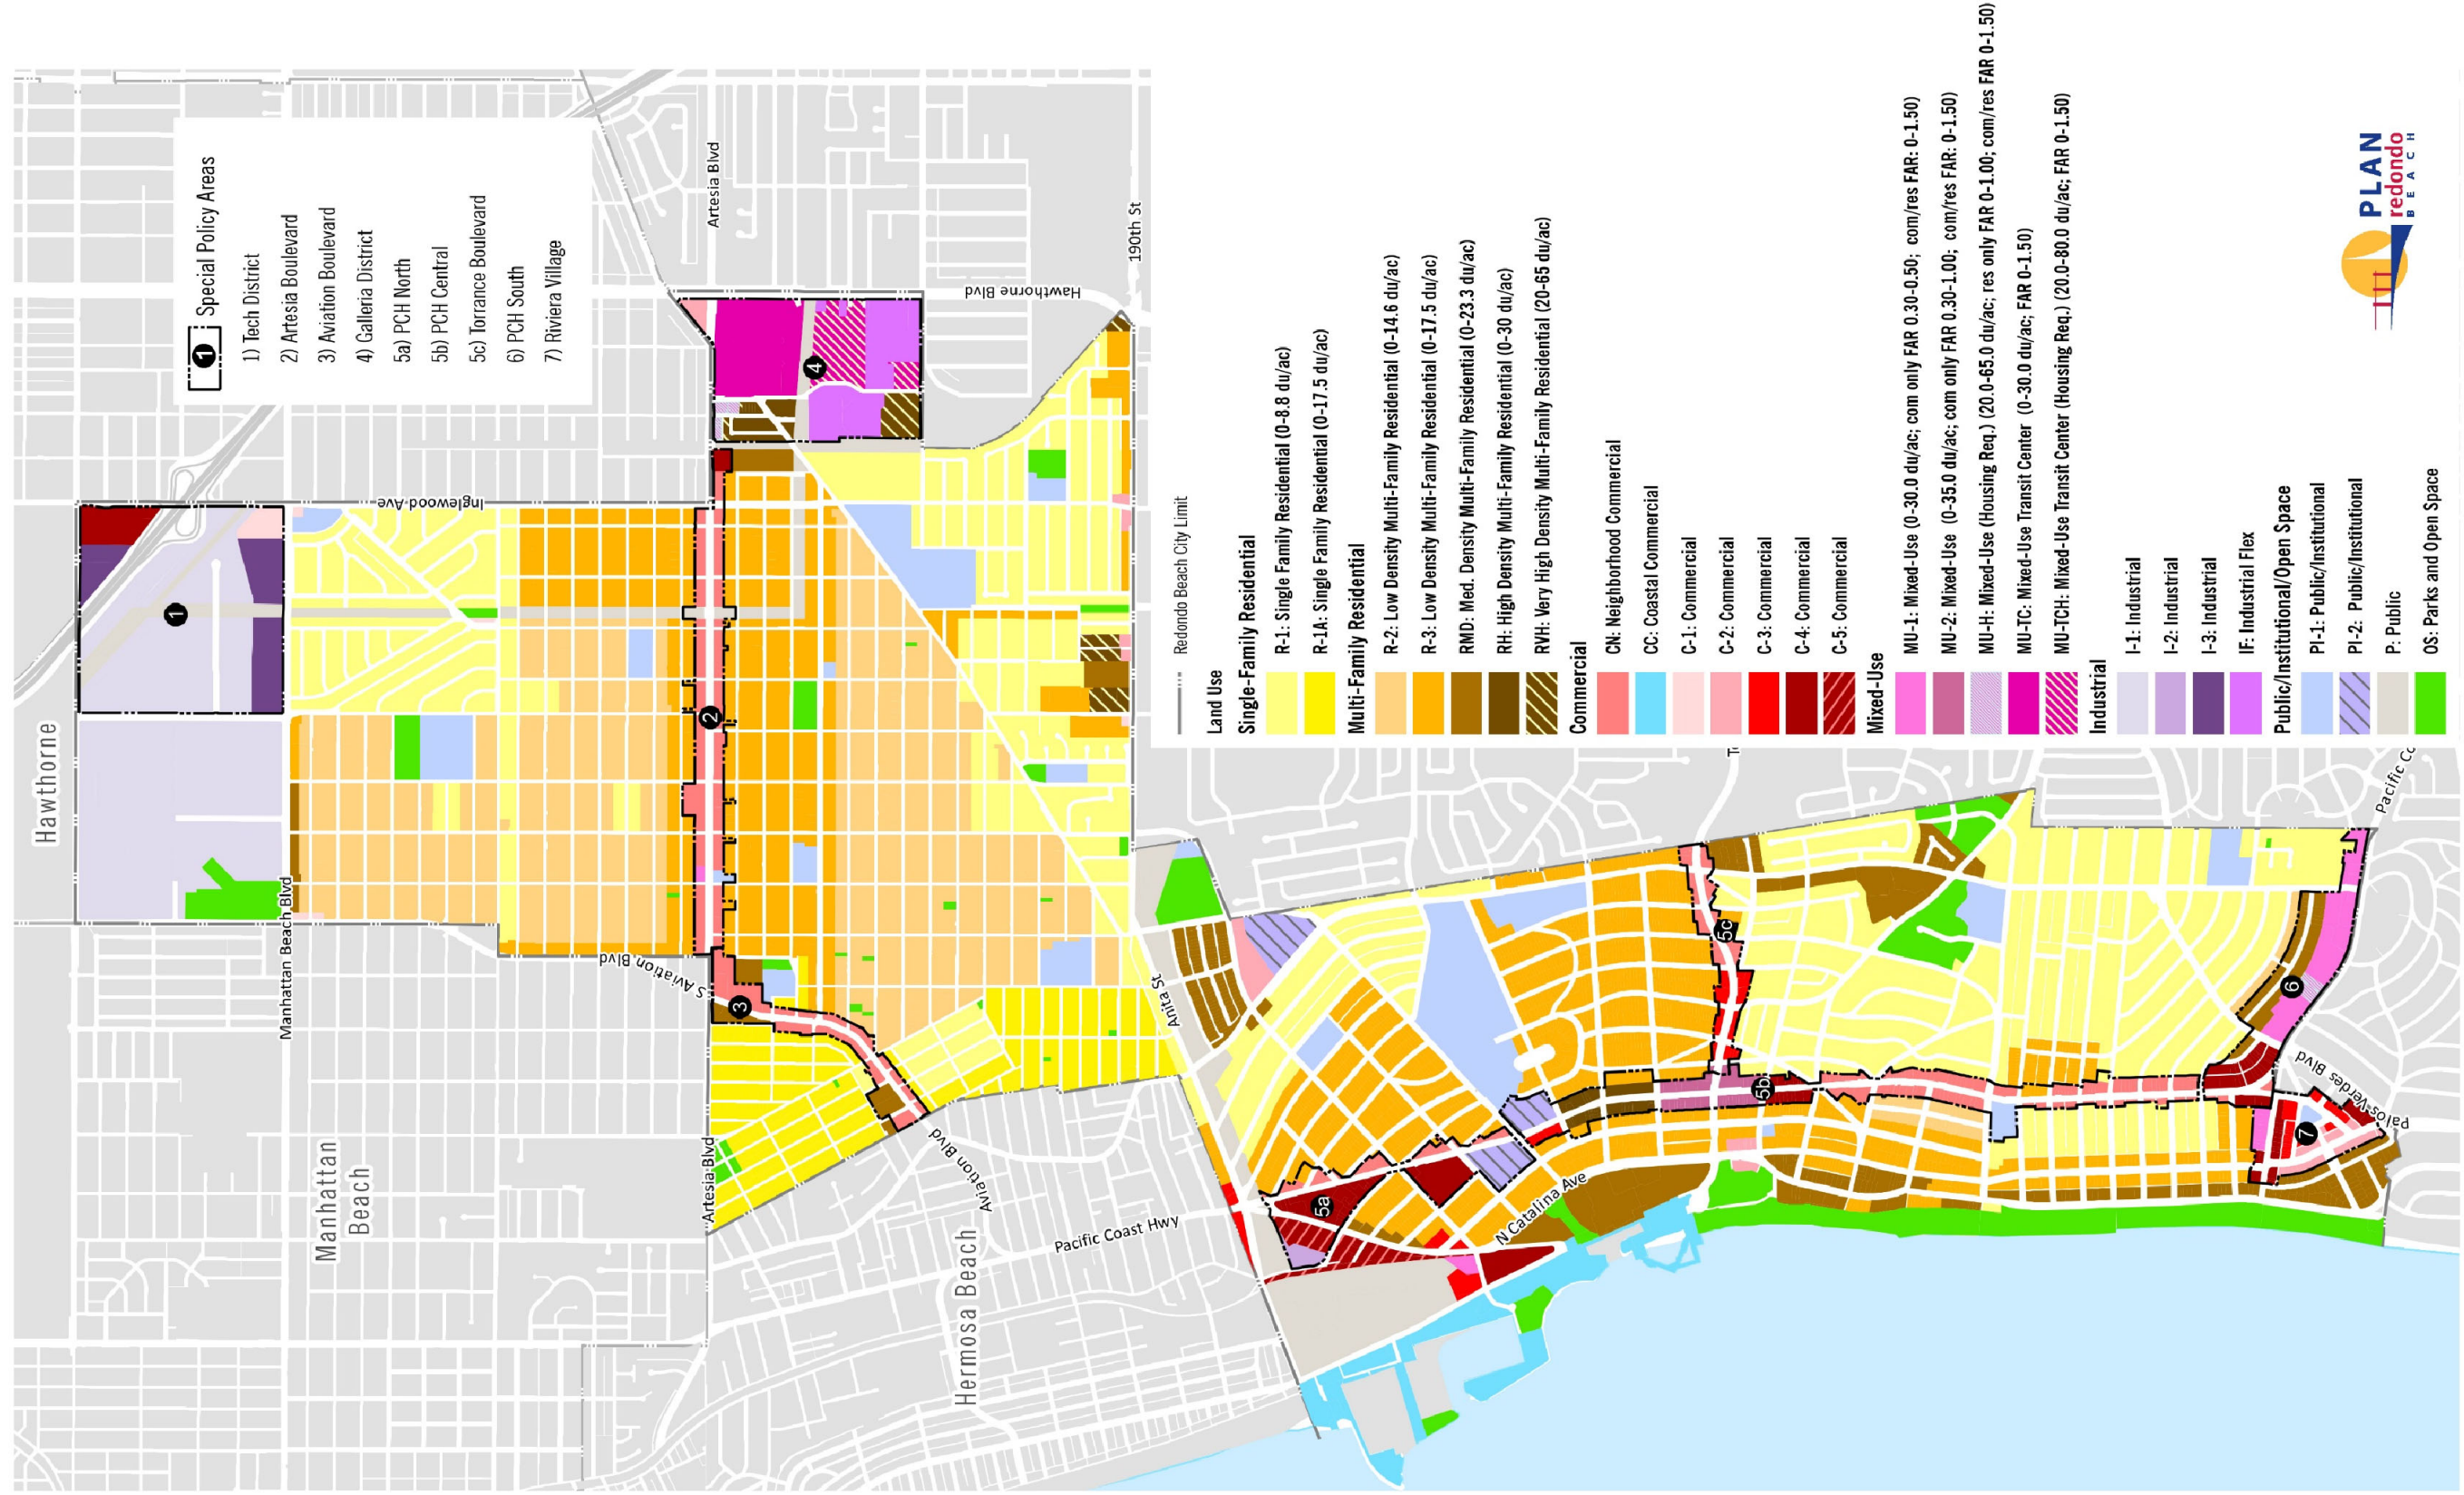 Special Policy Areas
1
1) Tech District
2) Artesia Boulevard
3) Aviation Boulevard
4) Galleria District
5a) PCH North
5b) PCH Central
5c) Torrance Boulevard
6) PCH South
7) Riviera Village
Hawthorne
Manhattan Beach Blvd
Inglewood Ave
1
Manhattan
Beach
S Aviation Blvd
Artesia Blvd
Artesia Blvd
2
3
4
Hawthorne Blvd
190th St
Aviation Blvd
Aviation Blvd
Hermosa Beach
Pacific Coast Hwy
Anita St
N Catalina Ave
5a
5b
5c
6
7
Palos Verdes Blvd
Redondo Beach City Limit
Land Use
Single-Family Residential
R-1: Single Family Residential (0-8.8 du/ac)
R-1A: Single Family Residential (0-17.5 du/ac)
Multi-Family Residential
R-2: Low Density Multi-Family Residential (0-14.6 du/ac)
R-3: Low Density Multi-Family Residential (0-17.5 du/ac)
RMD: Med. Density Multi-Family Residential (0-23.3 du/ac)
RH: High Density Multi-Family Residential (0-30 du/ac)
RVH: Very High Density Multi-Family Residential (20-65 du/ac)
Commercial
CN: Neighborhood Commercial
CC: Coastal Commercial
C-1: Commercial
C-2: Commercial
C-3: Commercial
C-4: Commercial
C-5: Commercial
Mixed-Use
MU-1: Mixed-Use (0-30.0 du/ac; com only FAR 0.30-0.50; com/res FAR: 0-1.50)
MU-2: Mixed-Use (0-35.0 du/ac; com only FAR 0.30-1.00; com/res FAR: 0-1.50)
MU-H: Mixed-Use (Housing Req.) (20.0-65.0 du/ac; res only FAR 0-1.00; com/res FAR 0-1.50)
MU-TC: Mixed-Use Transit Center (0-30.0 du/ac; FAR 0-1.50)
MU-TCH: Mixed-Use Transit Center (Housing Req.) (20.0-80.0 du/ac; FAR 0-1.50)
Industrial
I-1: Industrial
I-2: Industrial
I-3: Industrial
IF: Industrial Flex
Public/Institutional/Open Space
PI-1: Public/Institutional
PI-2: Public/Institutional
P: Public
OS: Parks and Open Space
PLAN
redondo
BEACH